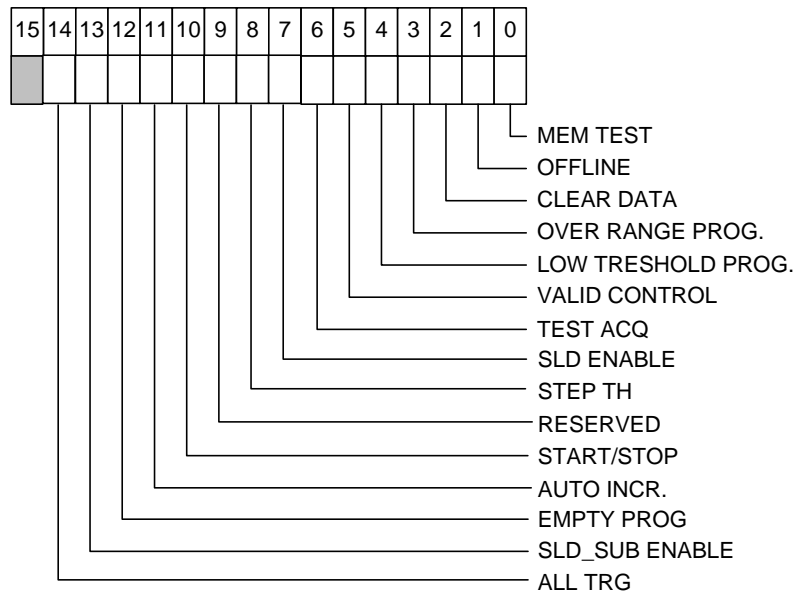 15 14 13 12 11 10 9 8 7 6 5 4 3 2 1 0
MEM TEST
OFFLINE
CLEAR DATA
OVER RANGE PROG.
LOW TRESHOLD PROG.
VALID CONTROL
TEST ACQ
SLD ENABLE
STEP TH
RESERVED
START/STOP
AUTO INCR.
EMPTY PROG
SLD_SUB ENABLE
ALL TRG